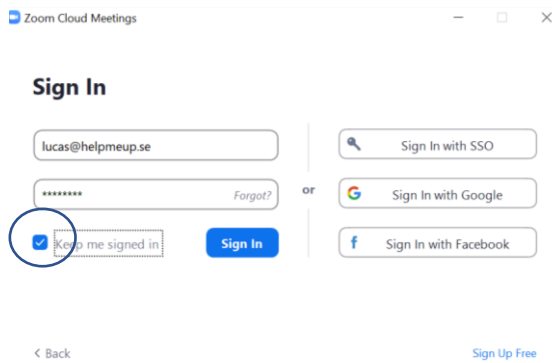 Zoom Cloud Meetings
Sign In
lucas@helpmeup.se
******** Forgot?
Keep me signed in
Sign In
or
Sign In with SSO
Sign In with Google
Sign In with Facebook
< Back
Sign Up Free